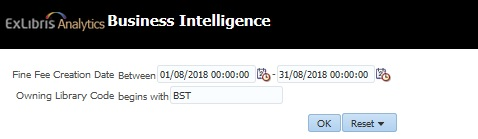 ExLibris Analytics Business Intelligence
Fine Fee Creation Date Between 01/08/2018 00:00:00 - 31/08/2018 00:00:00
Owning Library Code begins with BST
OK Reset